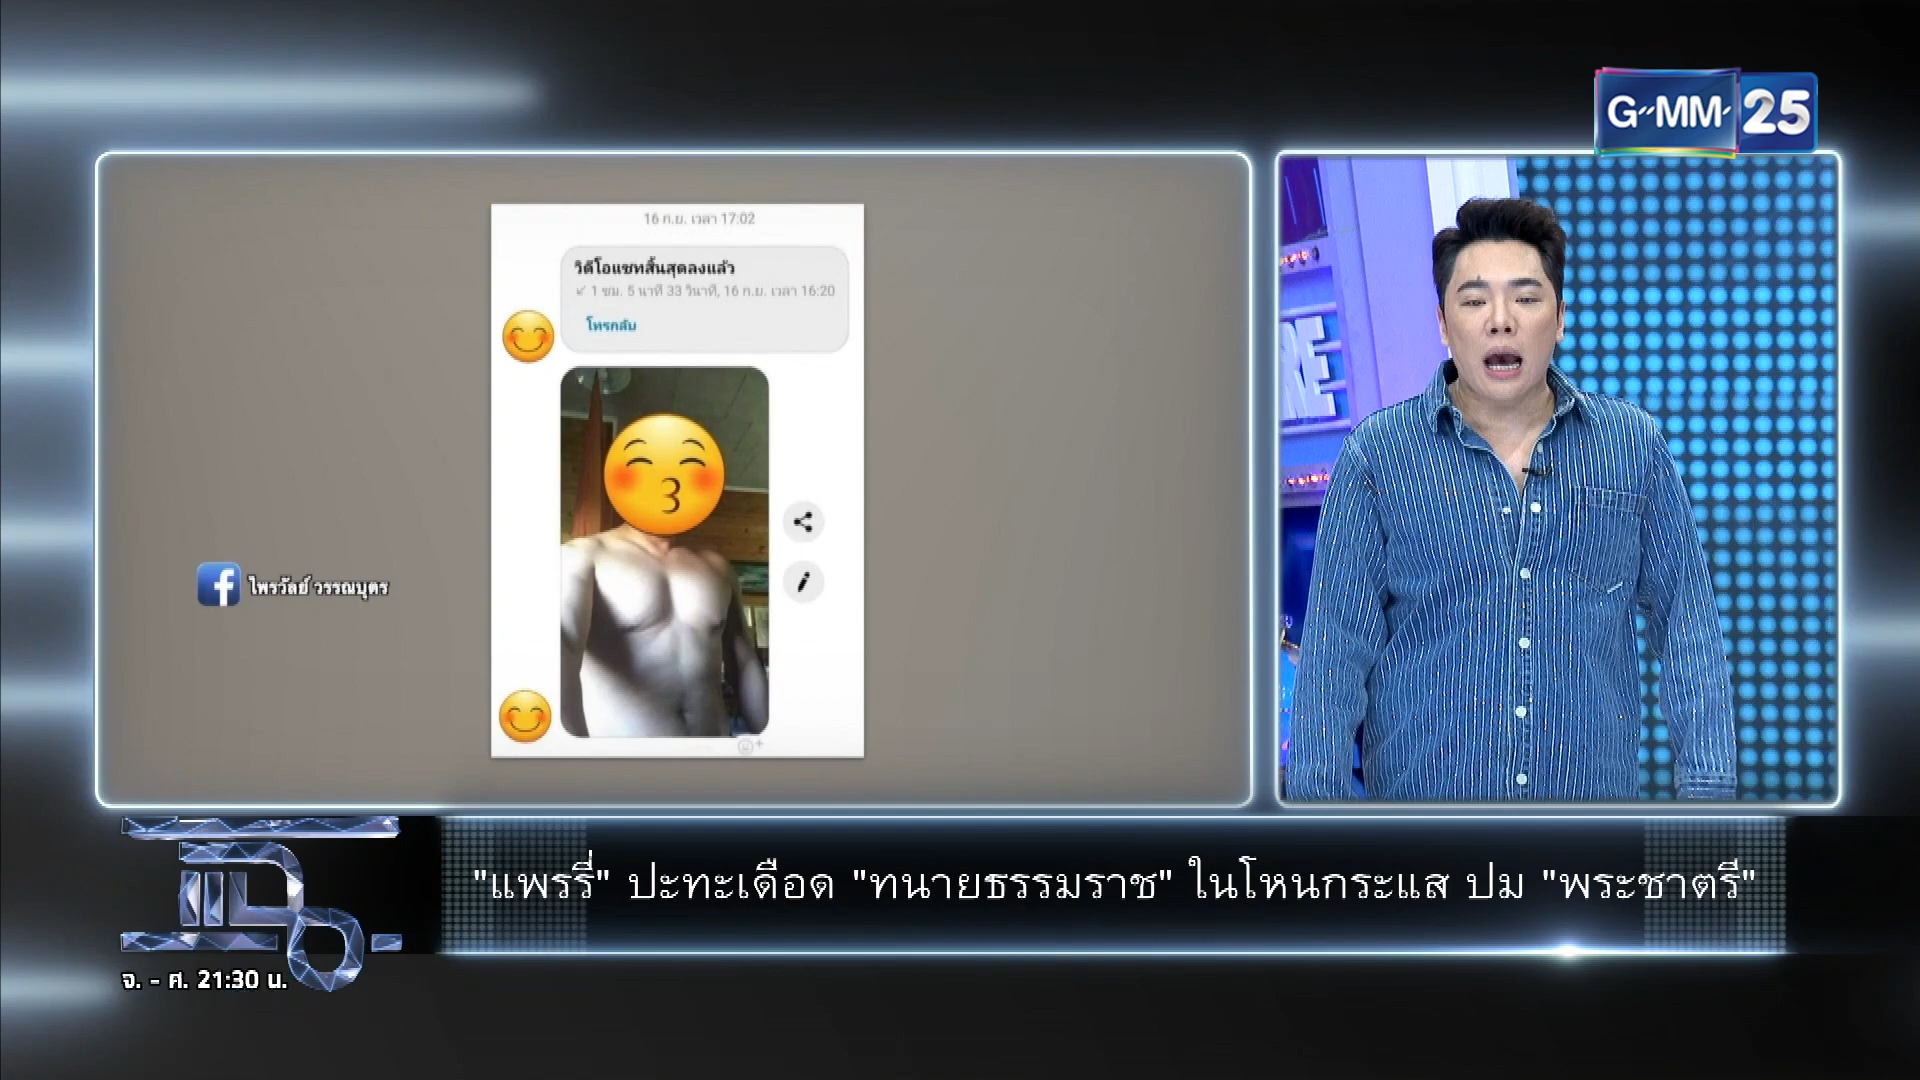 G"MM' 25
16 ก.ย. เวลา 17:02
วิดีโอแชทสิ้นสุดลงแล้ว
↙ 1 ชม. 5 นาที 33 วินาที, 16 ก.ย. เวลา 16:20
โทรกลับ
f ไพรวัลย์ วรรณบุตร
RE
แฉ
"แพรรี่" ปะทะเดือด "ทนายธรรมราช" ในโหนกระแส ปม "พระชาตรี"
จ. - ศ. 21:30 น.